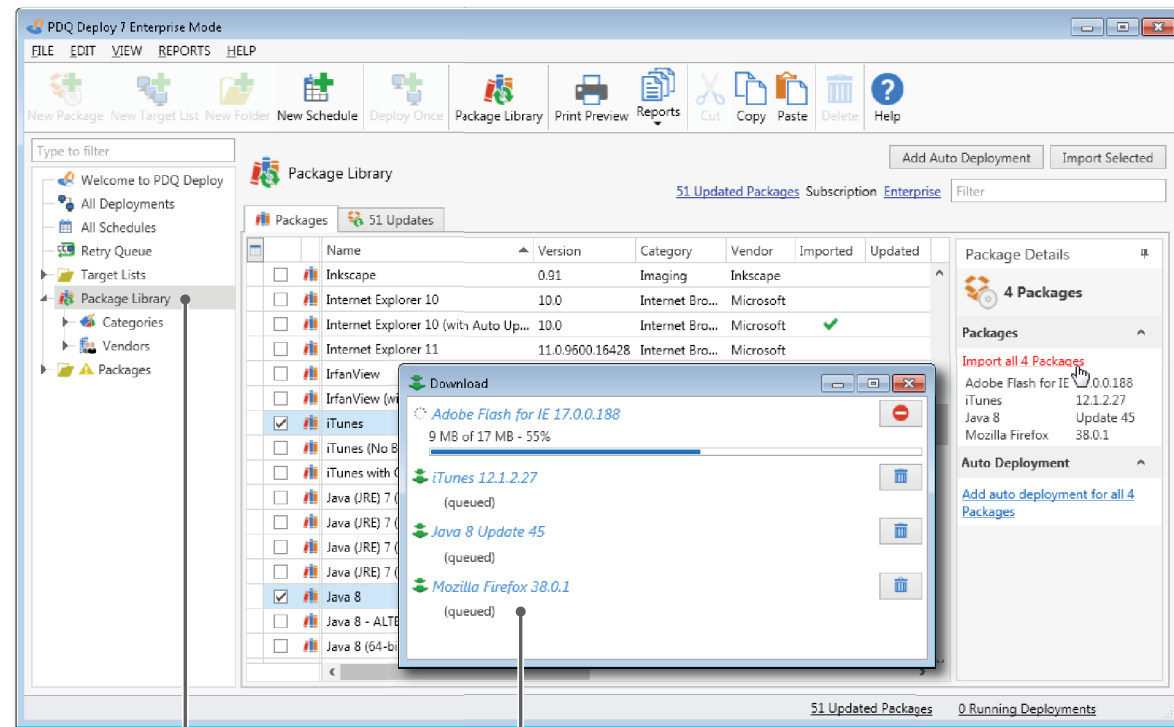 PDQ Deploy 7 Enterprise Mode
FILE EDIT VIEW REPORTS HELP
New Package New Target List New Folder New Schedule Deploy Once Package Library Print Preview Reports Cut Copy Paste Delete Help
Type to filter
Welcome to PDQ Deploy
All Deployments
All Schedules
Retry Queue
Target Lists
Package Library
Categories
Vendors
Packages
Package Library
Add Auto Deployment Import Selected
51 Updated Packages Subscription Enterprise Filter
Packages 51 Updates
Name Version Category Vendor Imported Updated
Inkscape 0.91 Imaging Inkscape
Internet Explorer 10 10.0 Internet Bro... Microsoft
Internet Explorer 10 (with Auto Up... 10.0 Internet Bro... Microsoft
Internet Explorer 11 11.0.9600.16428 Internet Bro... Microsoft
IrfanView
IrfanView (wi
iTunes
iTunes (No B
iTunes with
Java (JRE) 7 (
Java (JRE) 7 (
Java (JRE) 7 (
Java (JRE) 7 (
Java 8
Java 8 - ALTE
Java 8 (64-bi
Download
Adobe Flash for IE 17.0.0.188
9 MB of 17 MB - 55%
iTunes 12.1.2.27
(queued)
Java 8 Update 45
(queued)
Mozilla Firefox 38.0.1
(queued)
Package Details
4 Packages
Packages
Import all 4 Packages
Adobe Flash for IE .0.0.188
iTunes 12.1.2.27
Java 8 Update 45
Mozilla Firefox 38.0.1
Auto Deployment
Add auto deployment for all 4
Packages
51 Updated Packages 0 Running Deployments